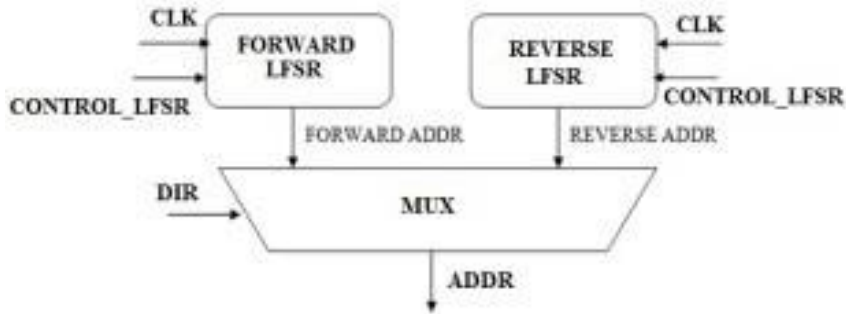 CLK
FORWARD
LFSR
CONTROL_LFSR
REVERSE
LFSR
CLK
CONTROL_LFSR
FORWARD ADDR
REVERSE ADDR
DIR
MUX
ADDR